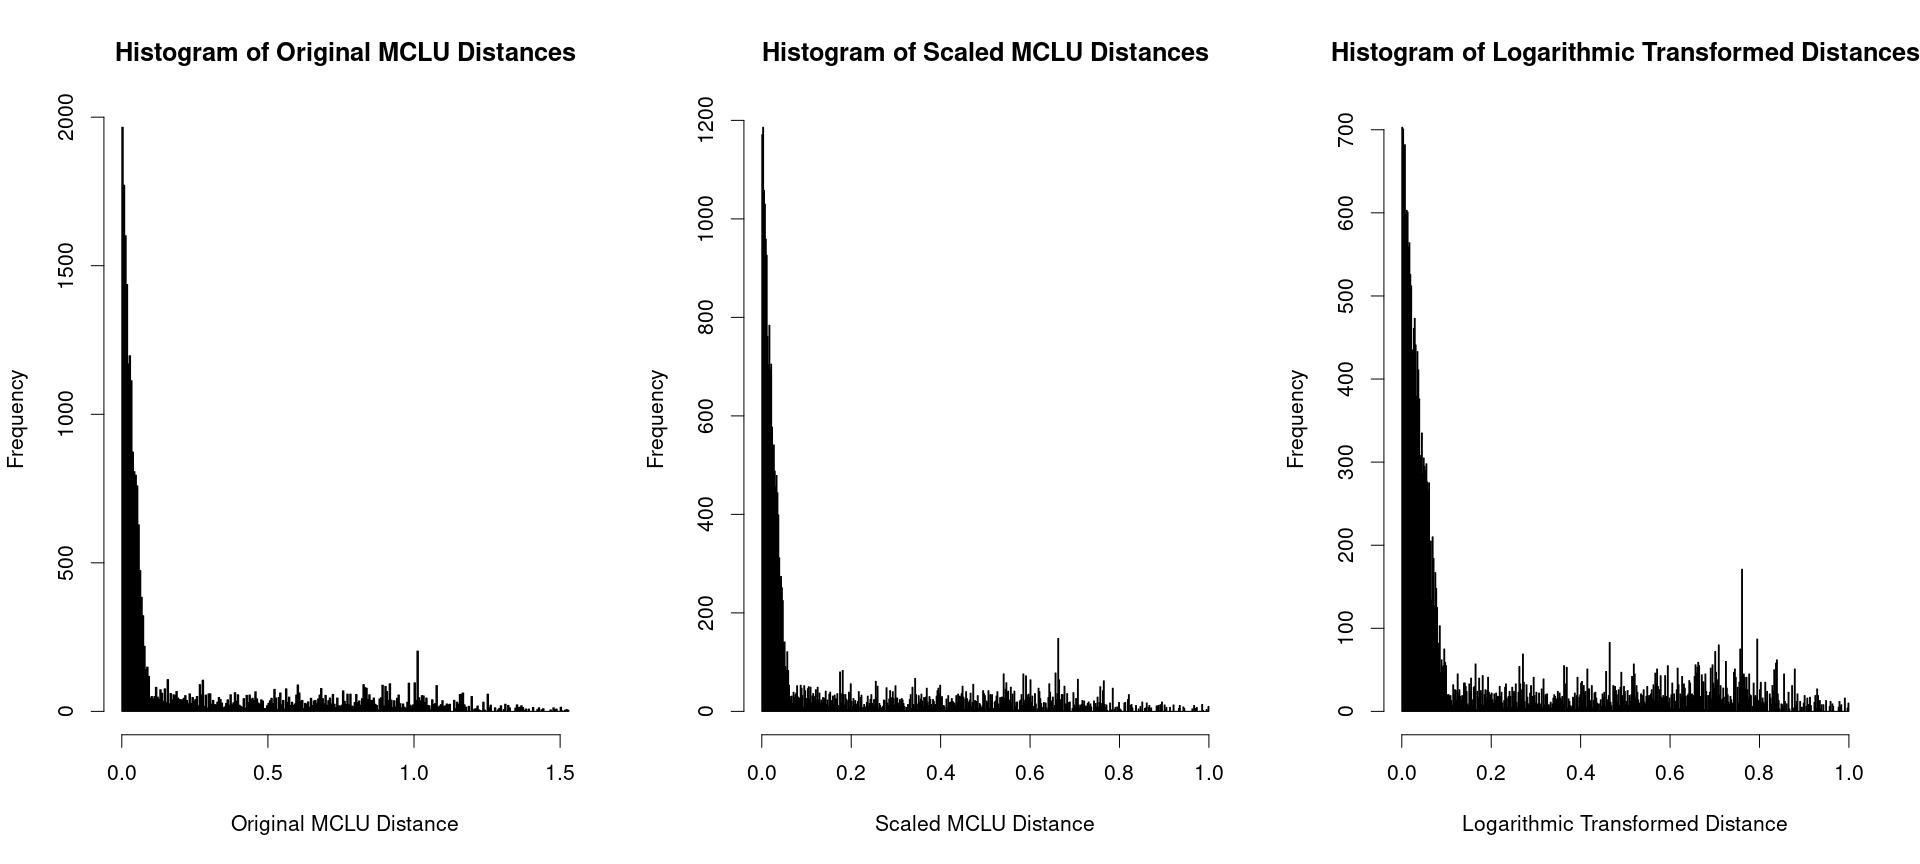 Histogram of Original MCLU Distances
Frequency
0
500
1000
1500
2000
0.0 0.5 1.0 1.5
Original MCLU Distance
Histogram of Scaled MCLU Distances
Frequency
0
200
400
600
800
1000
1200
0.0 0.2 0.4 0.6 0.8 1.0
Scaled MCLU Distance
Histogram of Logarithmic Transformed Distances
Frequency
0
100
200
300
400
500
600
700
0.0 0.2 0.4 0.6 0.8 1.0
Logarithmic Transformed Distance